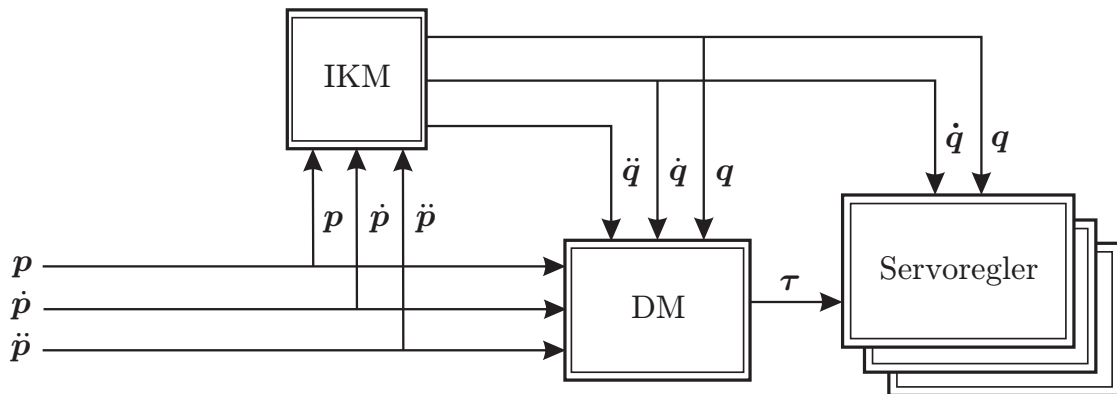 IKM
q̈ q̇ q q̇ q
p ṗ p̈
p
ṗ
p̈
DM
τ
Servoregler